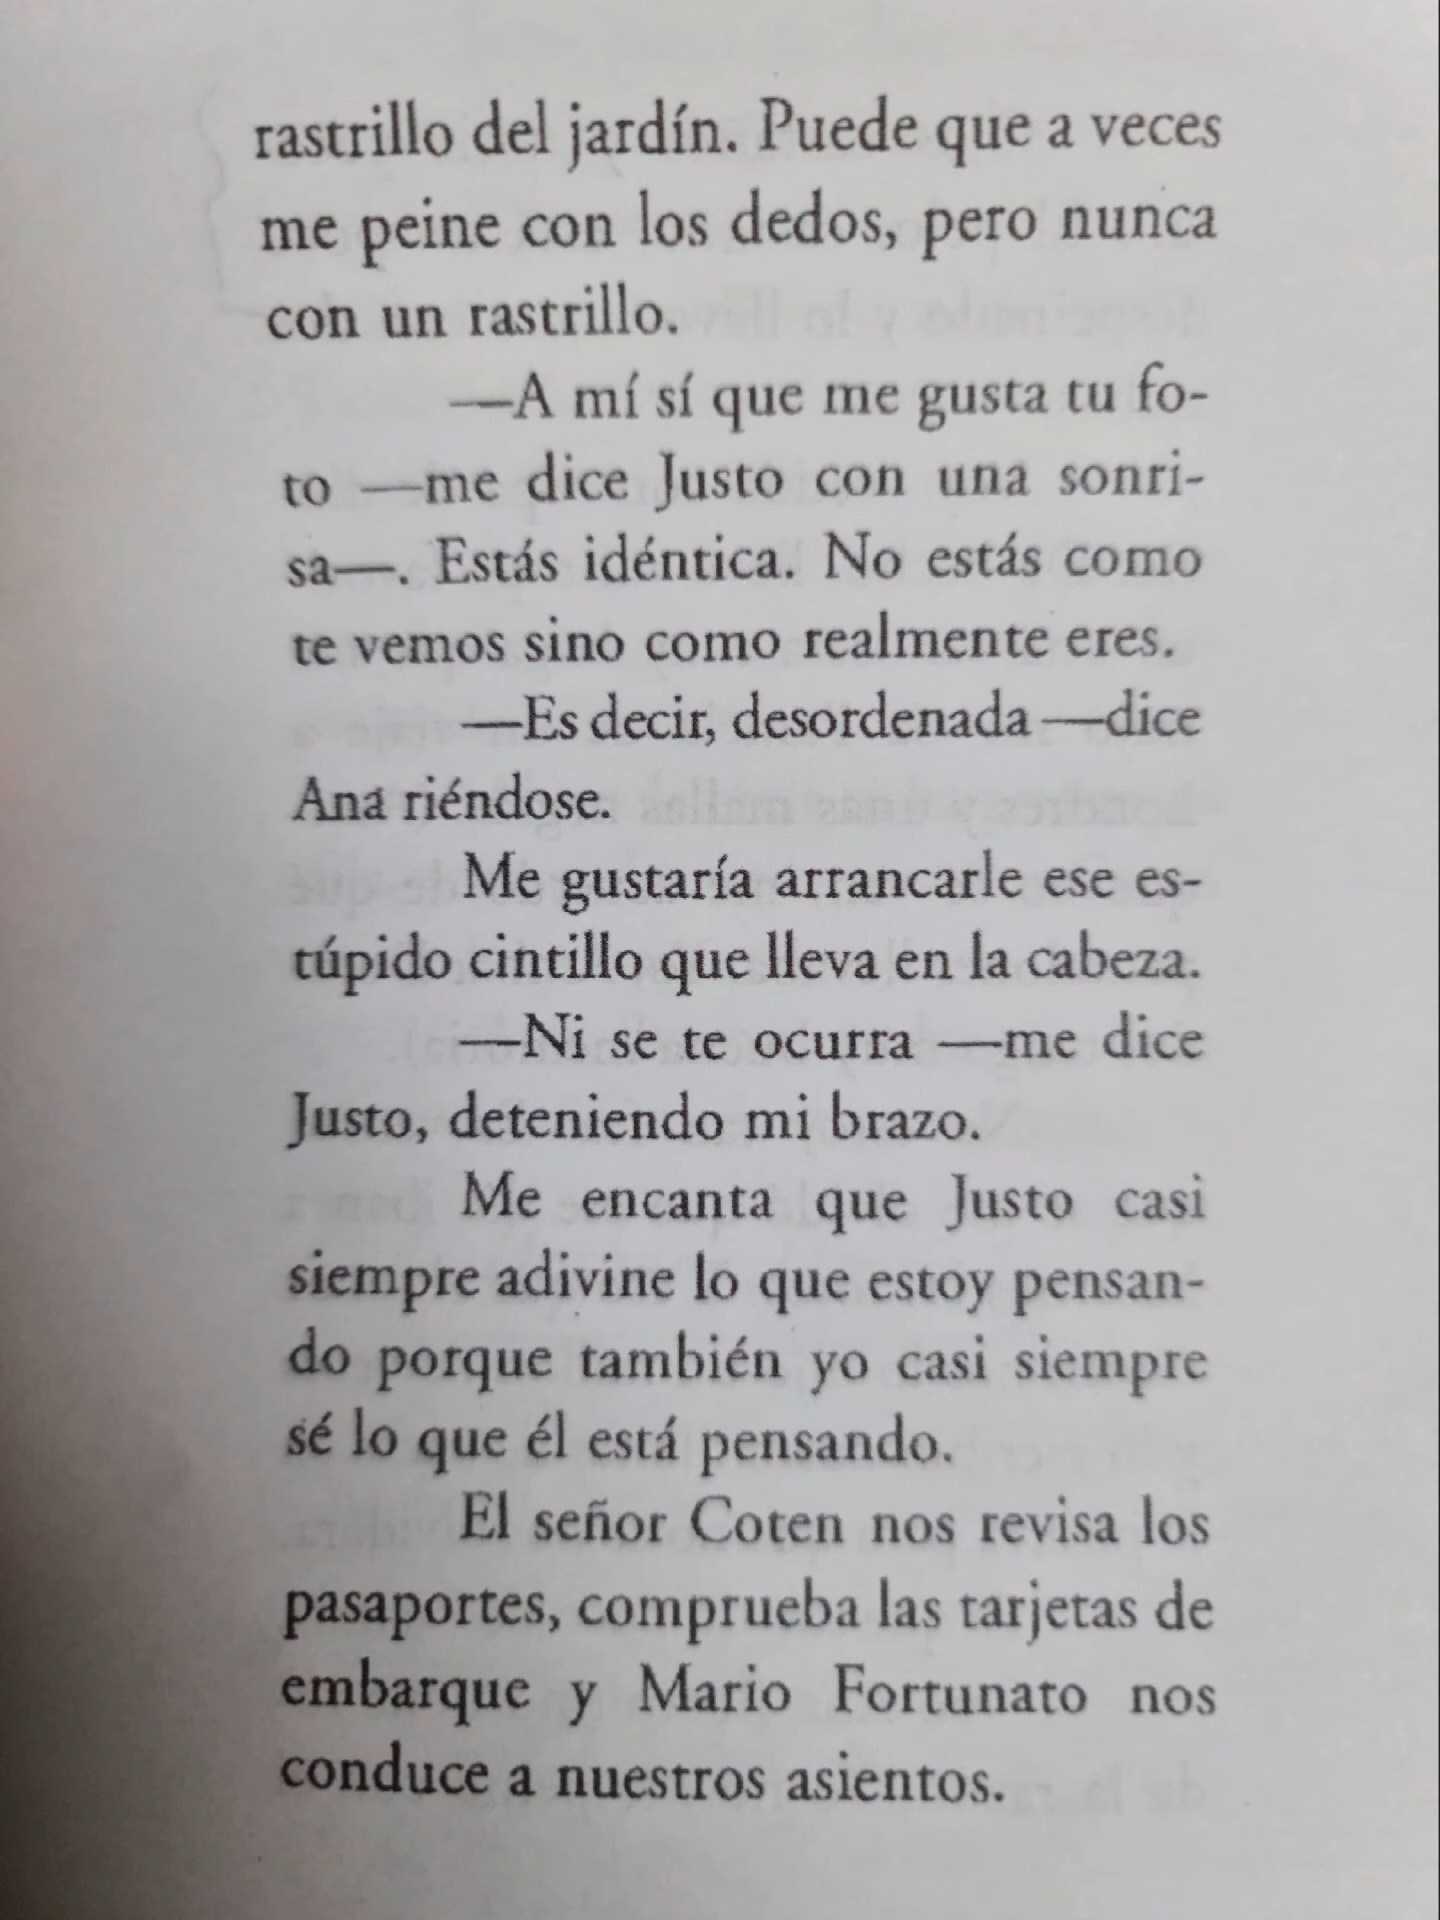 rastrillo del jardín. Puede que a veces
me peine con los dedos, pero nunca
con un rastrillo.
—A mí sí que me gusta tu fo-
to —me dice Justo con una sonri-
sa—. Estás idéntica. No estás como
te vemos sino como realmente eres.
—Es decir, desordenada —dice
Ana riéndose.
Me gustaría arrancarle ese es-
túpido cintillo que lleva en la cabeza.
—Ni se te ocurra —me dice
Justo, deteniendo mi brazo.
Me encanta que Justo casi
siempre adivine lo que estoy pensan-
do porque también yo casi siempre
sé lo que él está pensando.
El señor Coten nos revisa los
pasaportes, comprueba las tarjetas de
embarque y Mario Fortunato nos
conduce a nuestros asientos.